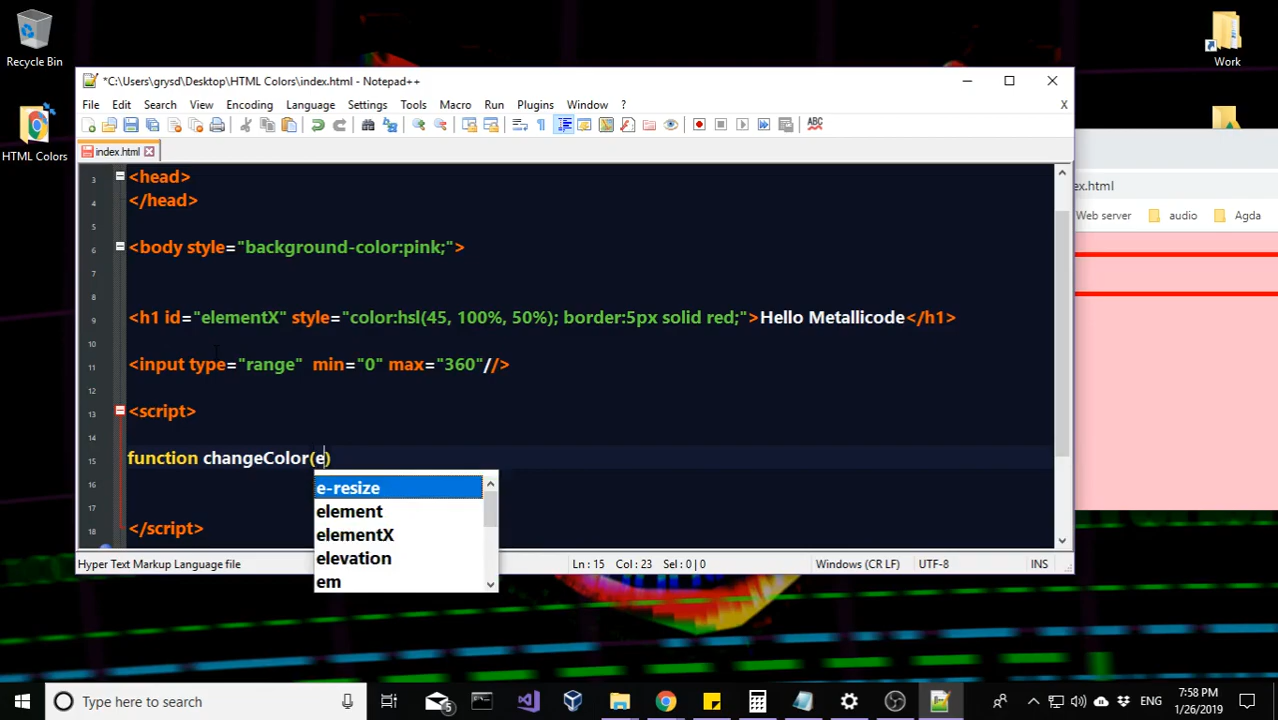 Recycle Bin
HTML Colors
Work
*C:\Users\grysd\Desktop\HTML Colors\index.html - Notepad++
File Edit Search View Encoding Language Settings Tools Macro Run Plugins Window ? X
ABC
index.html
3 <head>
4 </head>
5
6 <body style="background-color:pink;">
7
8
9 <h1 id="elementX" style="color:hsl(45, 100%, 50%); border:5px solid red;">Hello Metallicode</h1>
10
11 <input type="range" min="0" max="360"//>
12
13 <script>
14
15 function changeColor(e)
16
17
18 </script>
e-resize
element
elementX
elevation
em
Hyper Text Markup Language file Ln : 15 Col : 23 Sel : 0 | 0 Windows (CR LF) UTF-8 INS
ex.html
Web server audio Agda
Type here to search
5
ENG
7:58 PM
1/26/2019